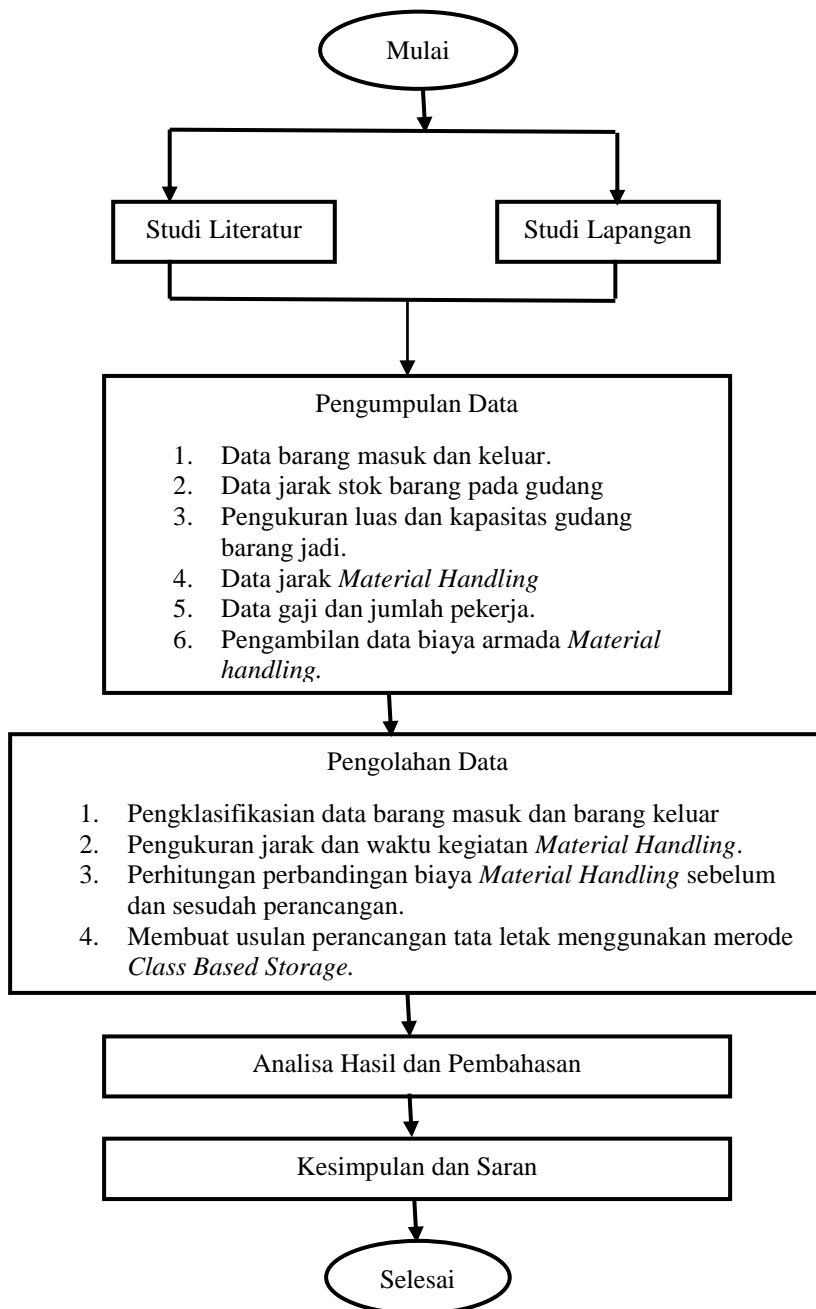 Mulai
Studi Literatur
Studi Lapangan
Pengumpulan Data
1. Data barang masuk dan keluar.
2. Data jarak stok barang pada gudang
3. Pengukuran luas dan kapasitas gudang
barang jadi.
4. Data jarak Material Handling
5. Data gaji dan jumlah pekerja.
6. Pengambilan data biaya armada Material
handling.
Pengolahan Data
1. Pengklasifikasian data barang masuk dan barang keluar
2. Pengukuran jarak dan waktu kegiatan Material Handling.
3. Perhitungan perbandingan biaya Material Handling sebelum
dan sesudah perancangan.
4. Membuat usulan perancangan tata letak menggunakan merode
Class Based Storage.
Analisa Hasil dan Pembahasan
Kesimpulan dan Saran
Selesai